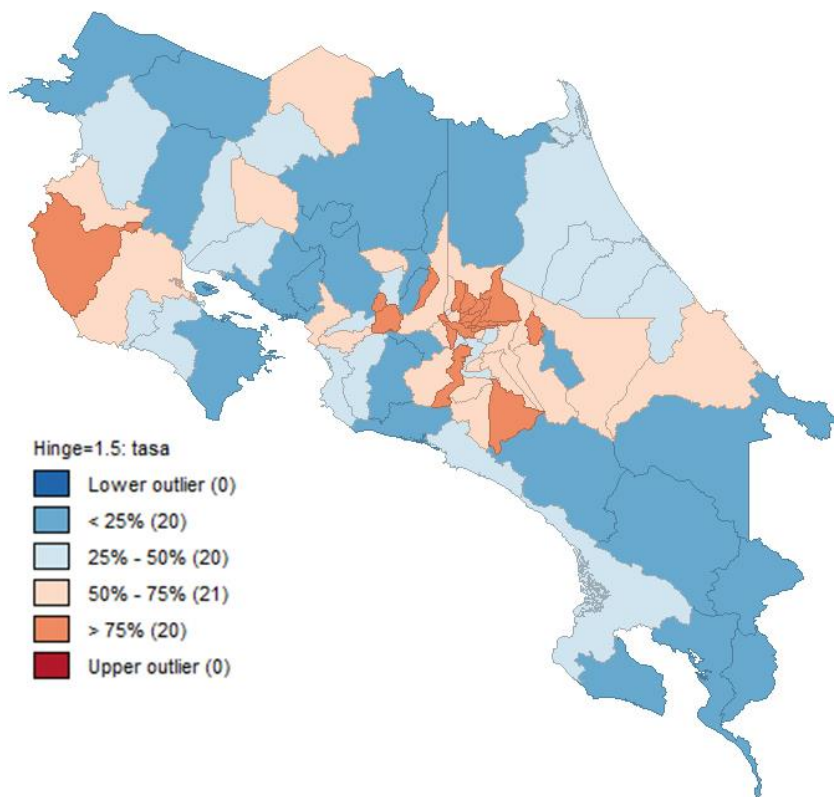 Hinge=1.5: tasa
Lower outlier (0)
< 25% (20)
25% - 50% (20)
50% - 75% (21)
> 75% (20)
Upper outlier (0)